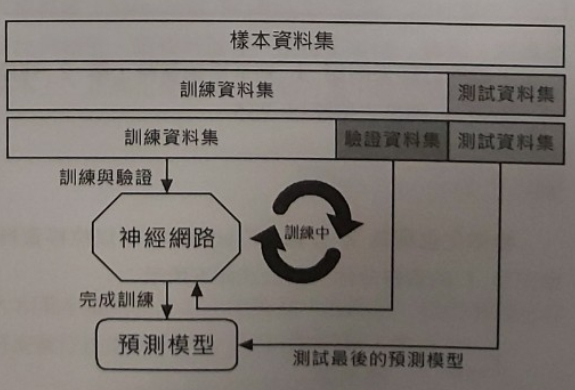 樣本資料集
訓練資料集 測試資料集
訓練資料集 驗證資料集 測試資料集
訓練與驗證
神經網路
訓練中
完成訓練
預測模型
測試最後的預測模型